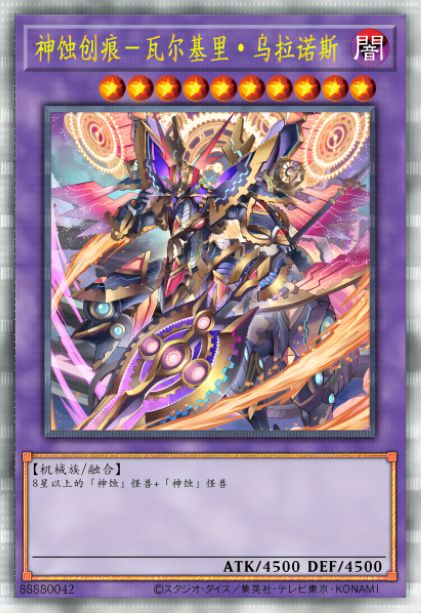 神蚀创痕－瓦尔基里・乌拉诺斯
闇
【机械族/融合】
8星以上的「神蚀」怪兽+「神蚀」怪兽
ATK/4500 DEF/4500
88880042
©スタジオ・ダイス／集英社・テレビ東京・KONAMI